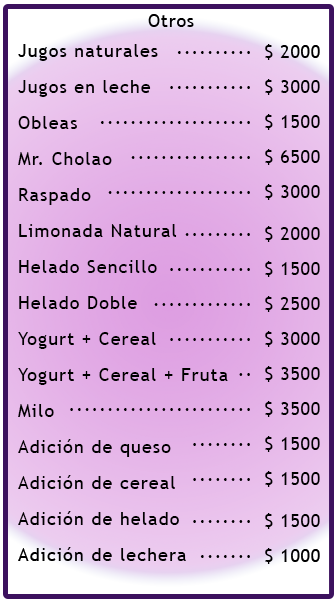 Otros
Jugos naturales .......... $ 2000
Jugos en leche ........... $ 3000
Obleas .................... $ 1500
Mr. Cholao ................ $ 6500
Raspado ................... $ 3000
Limonada Natural ......... $ 2000
Helado Sencillo ........... $ 1500
Helado Doble ............. $ 2500
Yogurt + Cereal ........... $ 3000
Yogurt + Cereal + Fruta .. $ 3500
Milo ........................ $ 3500
Adición de queso ........ $ 1500
Adición de cereal ........ $ 1500
Adición de helado ........ $ 1500
Adición de lechera ....... $ 1000